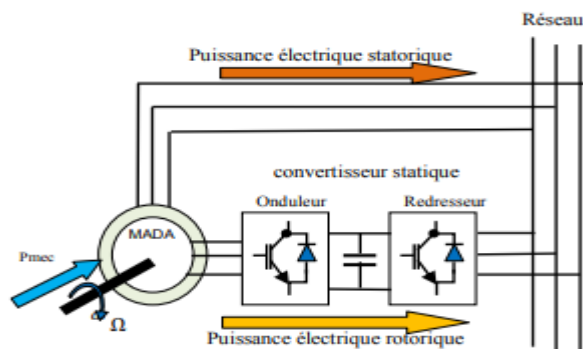 Réseau
Puissance électrique statorique
convertisseur statique
Onduleur
Redresseur
MADA
Pmec
Ω
Puissance électrique rotorique